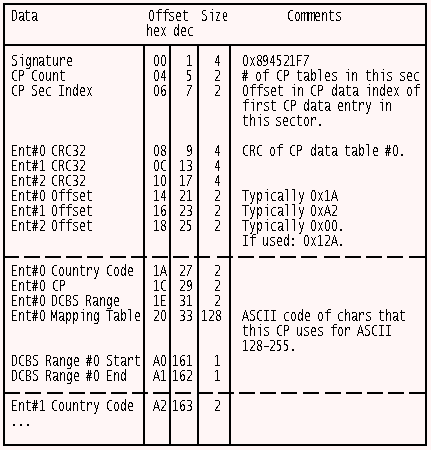 Data Offset Size Comments
hex dec
Signature 00 1 4 0x894521F7
CP Count 04 5 2 # of CP tables in this sec
CP Sec Index 06 7 2 Offset in CP data index of
first CP data entry in
this sector.
Ent#0 CRC32 08 9 4 CRC of CP data table #0.
Ent#1 CRC32 0C 13 4
Ent#2 CRC32 10 17 4
Ent#0 Offset 14 21 2 Typically 0x1A
Ent#1 Offset 16 23 2 Typically 0xA2
Ent#2 Offset 18 25 2 Typically 0x00.
If used: 0x12A.
Ent#0 Country Code 1A 27 2
Ent#0 CP 1C 29 2
Ent#0 DCBS Range 1E 31 2
Ent#0 Mapping Table 20 33 128 ASCII code of chars that
this CP uses for ASCII
128-255.
DCBS Range #0 Start A0 161 1
DCBS Range #0 End A1 162 1
Ent#1 Country Code A2 163 2
...